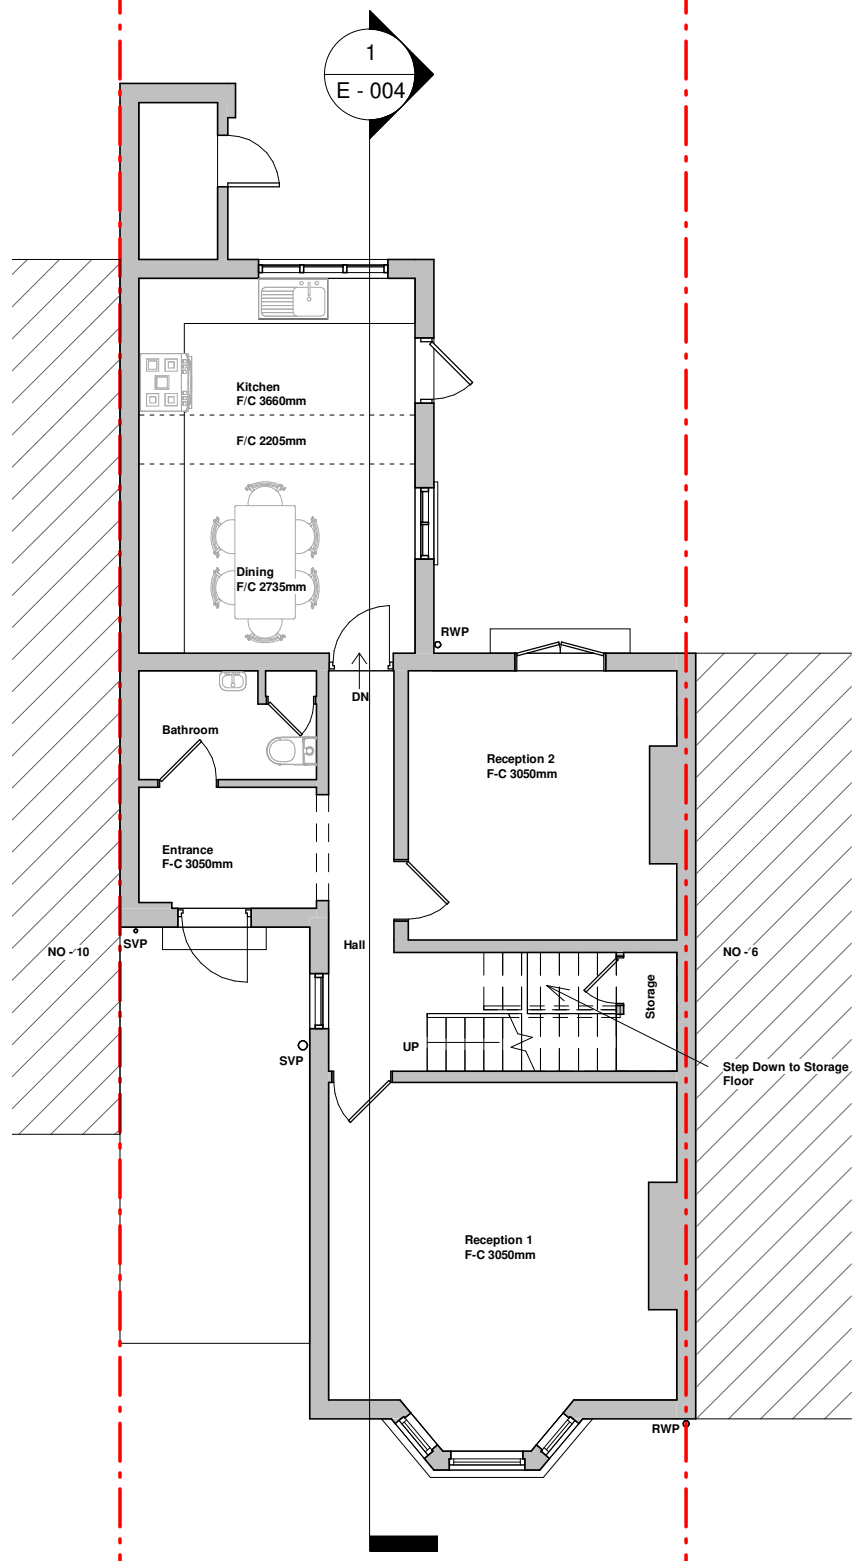 1
E - 004
Kitchen
F/C 3660mm
F/C 2205mm
Dining
F/C 2735mm
RWP
DN
Bathroom
Reception 2
F-C 3050mm
Entrance
F-C 3050mm
SVP
NO - 10
Hall
NO - 6
Storage
UP
SVP
Step Down to Storage
Floor
Reception 1
F-C 3050mm
RWP